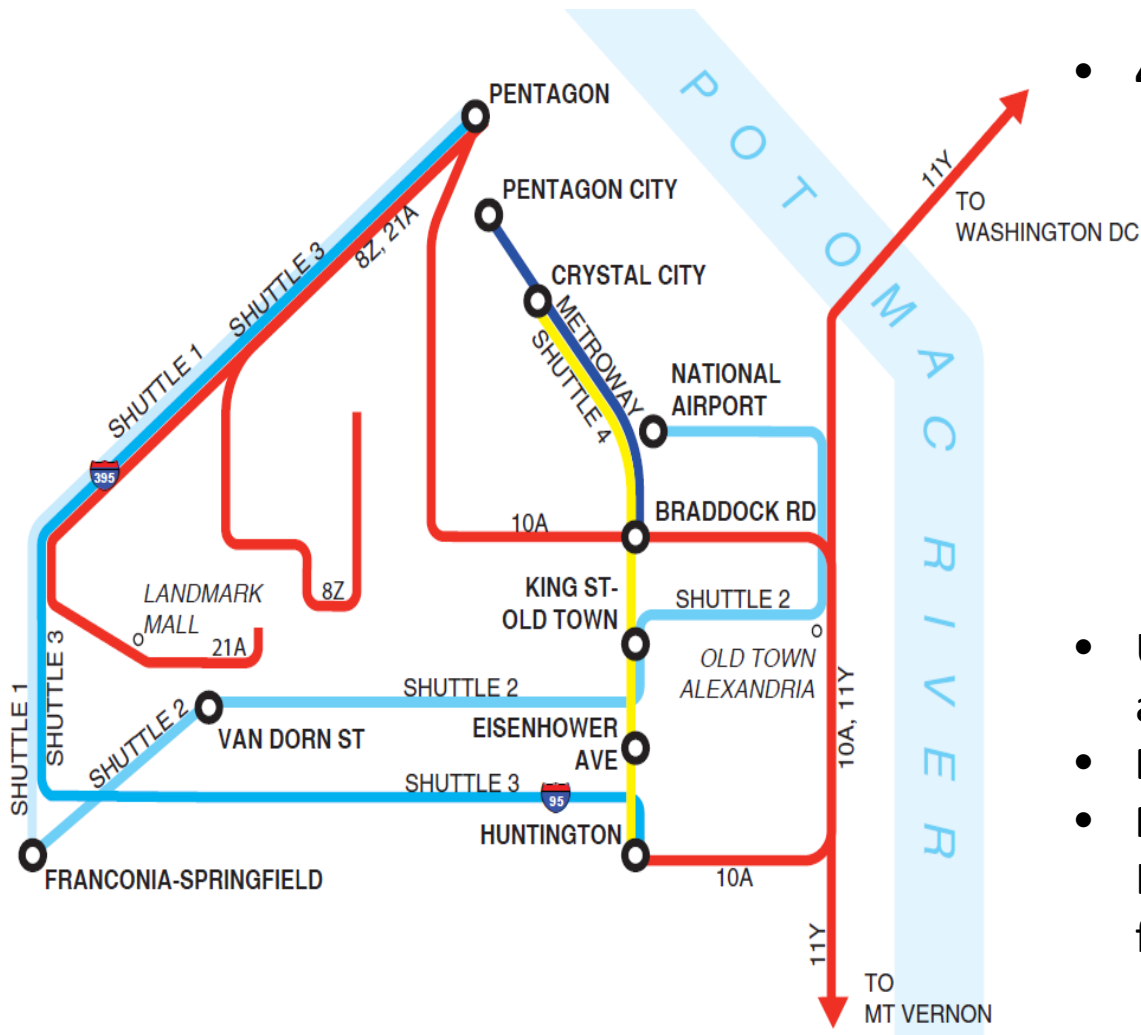 PENTAGON
PENTAGON CITY
CRYSTAL CITY
METROWAY
SHUTTLE 4
NATIONAL
AIRPORT
POTOMAC RIVER
11Y
TO
WASHINGTON DC
SHUTTLE 3
8Z, 21A
SHUTTLE 1
395
10A
BRADDOCK RD
KING ST-
OLD TOWN
SHUTTLE 2
OLD TOWN
ALEXANDRIA
LANDMARK
MALL
8Z
21A
SHUTTLE 1
SHUTTLE 3
SHUTTLE 2
SHUTTLE 2
VAN DORN ST
EISENHOWER
AVE
10A, 11Y
SHUTTLE 3
95
HUNTINGTON
10A
FRANCONIA-SPRINGFIELD
11Y
TO
MT VERNON